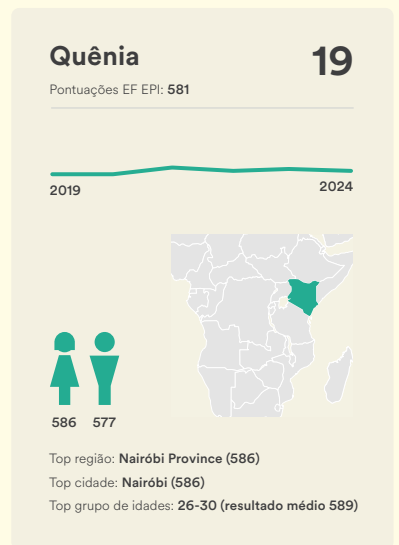 Quênia
19
Pontuações EF EPI: 581
2019
2024
586
577
Top região: Nairóbi Province (586)
Top cidade: Nairóbi (586)
Top grupo de idades: 26-30 (resultado médio 589)